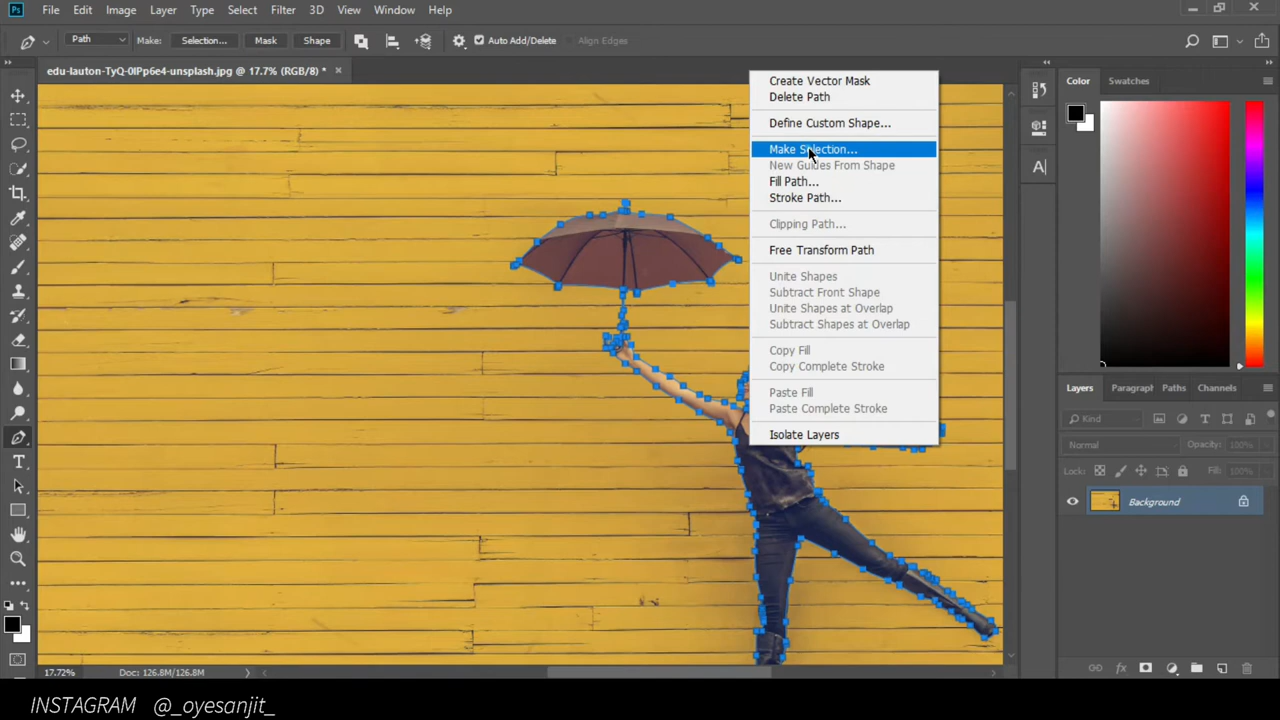 Ps File Edit Image Layer Type Select Filter 3D View Window Help
Path Make: Selection... Mask Shape Auto Add/Delete Align Edges
edu-lauton-TyQ-0IPp6e4-unsplash.jpg @ 17.7% (RGB/8) *
Create Vector Mask
Delete Path
Define Custom Shape...
Make Selection...
New Guides From Shape
Fill Path...
Stroke Path...
Clipping Path...
Free Transform Path
Unite Shapes
Subtract Front Shape
Unite Shapes at Overlap
Subtract Shapes at Overlap
Copy Fill
Copy Complete Stroke
Paste Fill
Paste Complete Stroke
Isolate Layers
Color Swatches
Layers Paragraph Paths Channels
Kind
Normal Opacity: 100%
Lock: Fill: 100%
Background
17.72% Doc: 126.8M/126.8M
INSTAGRAM @_oyesanjit_